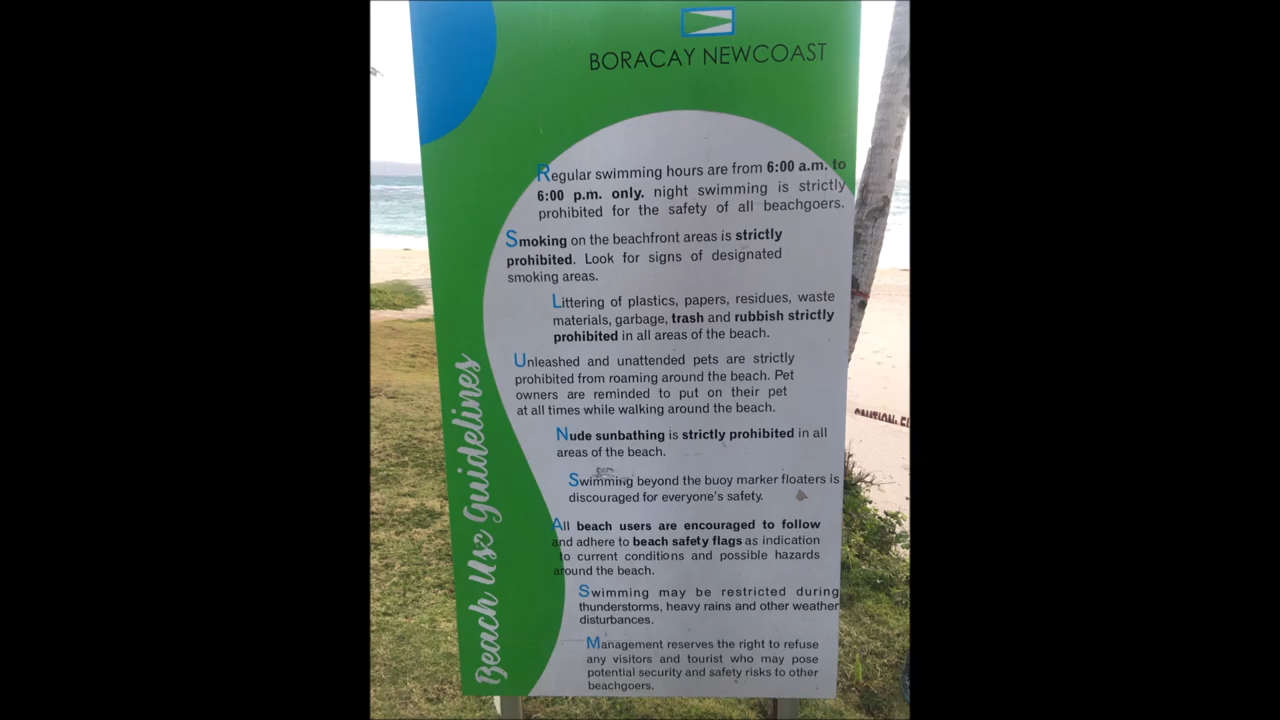 BORACAY NEWCOAST
Regular swimming hours are from 6:00 a.m. to
6:00 p.m. only. night swimming is strictly
prohibited for the safety of all beachgoers.
Smoking on the beachfront areas is strictly
prohibited. Look for signs of designated
smoking areas.
Littering of plastics, papers, residues, waste
materials, garbage, trash and rubbish strictly
prohibited in all areas of the beach.
Unleashed and unattended pets are strictly
prohibited from roaming around the beach. Pet
owners are reminded to put on their pet
at all times while walking around the beach.
Nude sunbathing is strictly prohibited in all
areas of the beach.
Swimming beyond the buoy marker floaters is
discouraged for everyone's safety.
All beach users are encouraged to follow
and adhere to beach safety flags as indication
to current conditions and possible hazards
around the beach.
Swimming may be restricted during
thunderstorms, heavy rains and other weather
disturbances.
Management reserves the right to refuse
any visitors and tourist who may pose
potential security and safety risks to other
beachgoers.
Beach Use Guidelines
CAUTION: